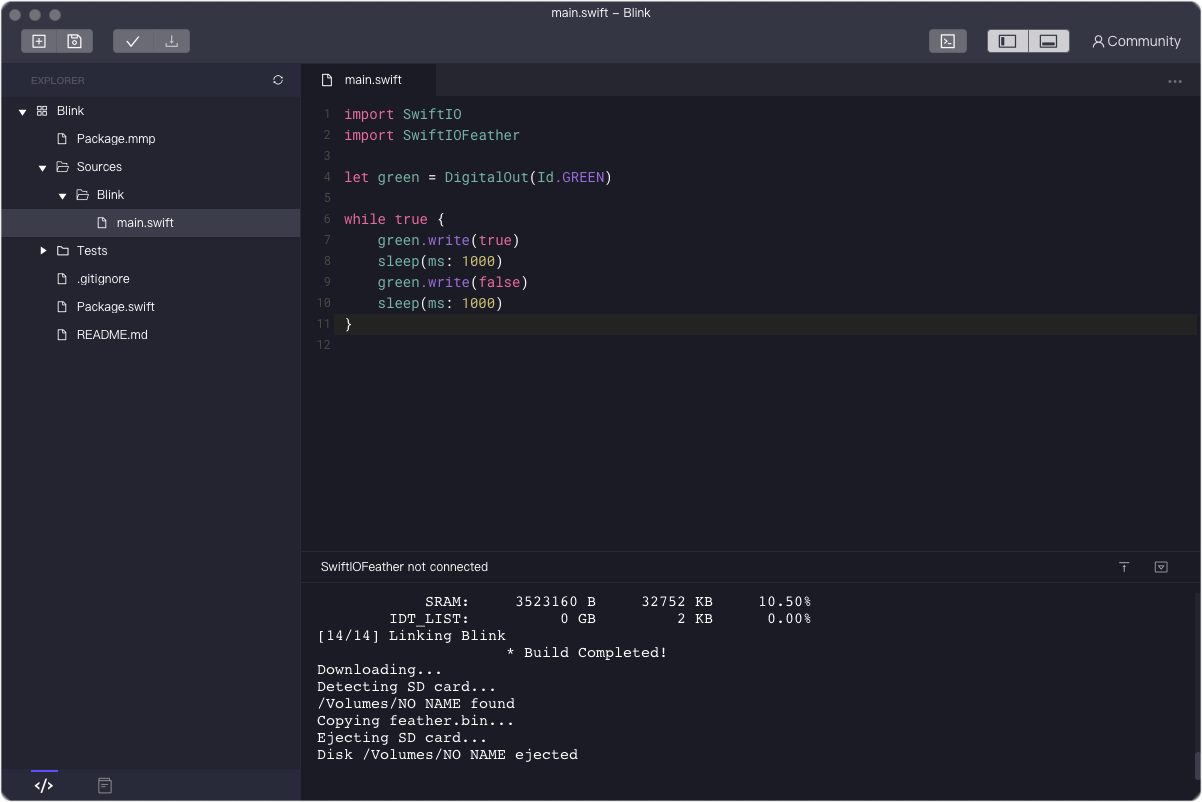 main.swift – Blink
Community
EXPLORER
Blink
Package.mmp
Sources
Blink
main.swift
Tests
.gitignore
Package.swift
README.md
main.swift
1 import SwiftIO
2 import SwiftIOFeather
3
4 let green = DigitalOut(Id.GREEN)
5
6 while true {
7     green.write(true)
8     sleep(ms: 1000)
9     green.write(false)
10     sleep(ms: 1000)
11 }
12
SwiftIOFeather not connected
SRAM: 3523160 B 32752 KB 10.50%
IDT_LIST: 0 GB 2 KB 0.00%
[14/14] Linking Blink
* Build Completed!
Downloading...
Detecting SD card...
/Volumes/NO NAME found
Copying feather.bin...
Ejecting SD card...
Disk /Volumes/NO NAME ejected